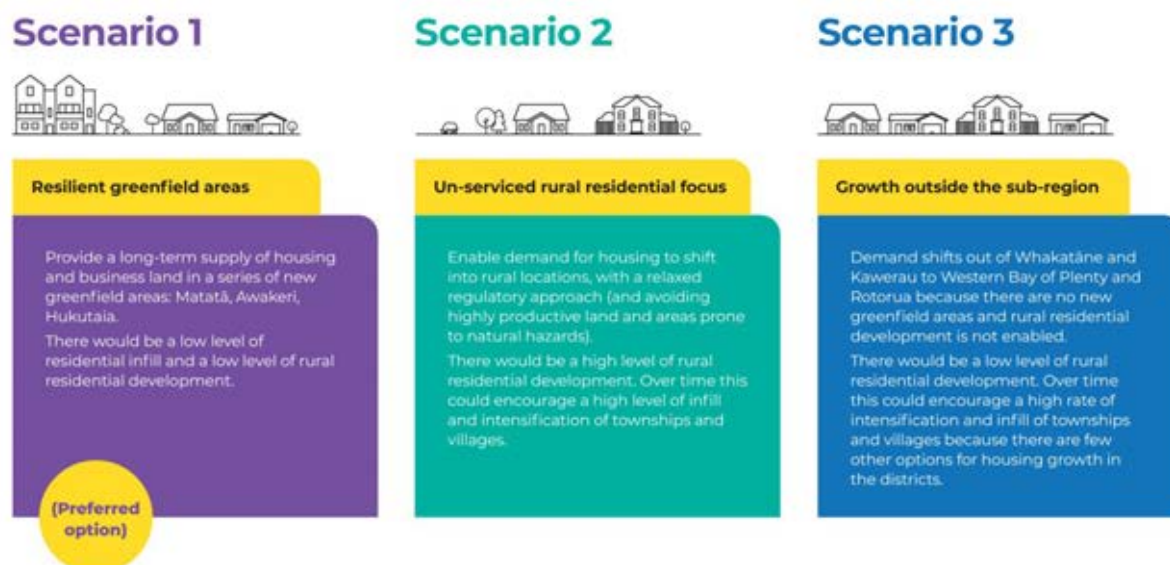 Scenario 1
Resilient greenfield areas
Provide a long-term supply of housing
and business land in a series of new
greenfield areas: Matatā, Awakeri,
Hukutaia.
There would be a low level of
residential infill and a low level of rural
residential development.
(Preferred
option)
Scenario 2
Un-serviced rural residential focus
Enable demand for housing to shift
into rural locations, with a relaxed
regulatory approach (and avoiding
highly productive land and areas prone
to natural hazards).
There would be a high level of rural
residential development. Over time this
could encourage a high level of infill
and intensification of townships and
villages.
Scenario 3
Growth outside the sub-region
Demand shifts out of Whakatāne and
Kawerau to Western Bay of Plenty and
Rotorua because there are no new
greenfield areas and rural residential
development is not enabled.
There would be a low level of rural
residential development. Over time
this could encourage a high rate of
intensification and infill of townships
and villages because there are few
other options for housing growth in
the districts.